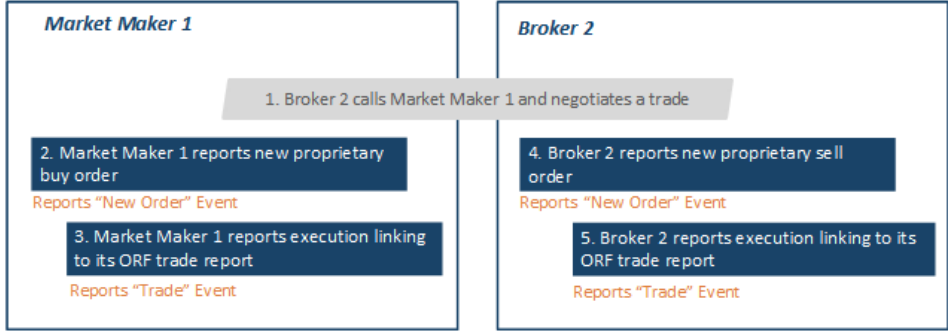 Market Maker 1
Broker 2
1. Broker 2 calls Market Maker 1 and negotiates a trade
2. Market Maker 1 reports new proprietary
buy order
Reports "New Order" Event
3. Market Maker 1 reports execution linking
to its ORF trade report
Reports "Trade" Event
4. Broker 2 reports new proprietary sell
order
Reports "New Order" Event
5. Broker 2 reports execution linking to its
ORF trade report
Reports "Trade" Event